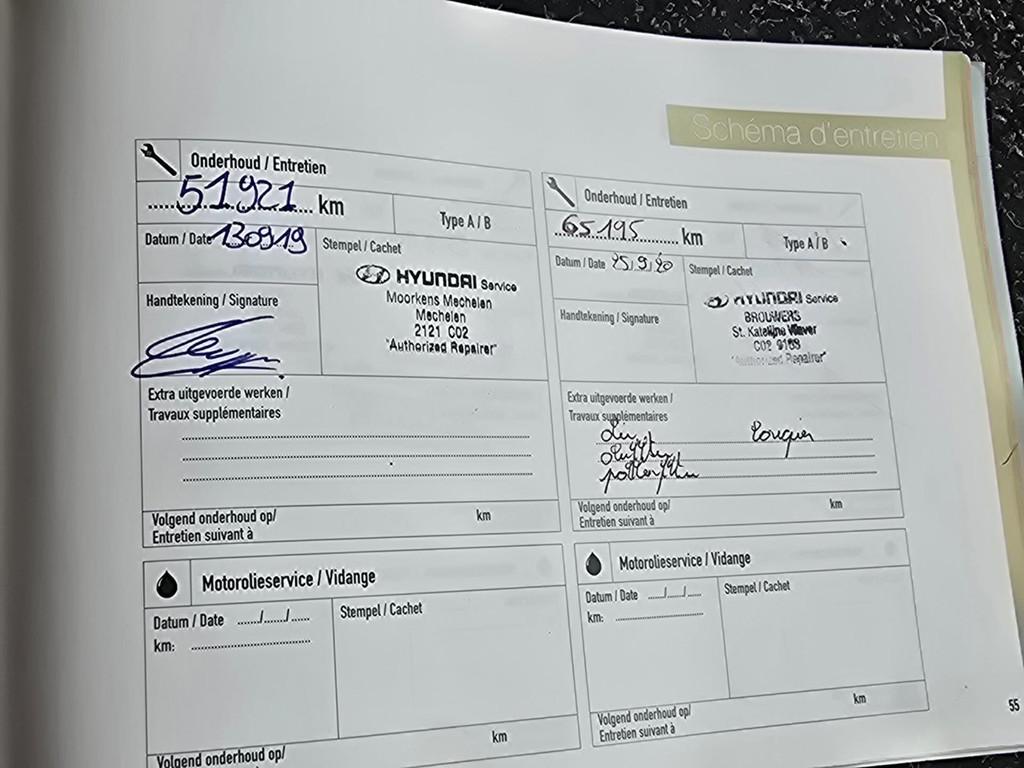 Schéma d'entretien
Onderhoud / Entretien
51921 km
Type A / B
Datum / Date 130919
Stempel / Cachet
HYUNDAI Service
Moorkens Mechelen
Mechelen
2121 C02
"Authorized Repairer"
Handtekening / Signature
Extra uitgevoerde werken /
Travaux supplémentaires
Volgend onderhoud op/
Entretien suivant à
km
Motorolieservice / Vidange
Datum / Date ....../....../......
km:
Stempel / Cachet
Volgend onderhoud op/
km
Onderhoud / Entretien
65195 km
Type A / B
Datum / Date 25/9/20
Stempel / Cachet
HYUNDAI Service
BROUWERS
St. Katelijne Waver
C02 9163
"Authorized Repairer"
Handtekening / Signature
Extra uitgevoerde werken /
Travaux supplémentaires
Volgend onderhoud op/
Entretien suivant à
km
Motorolieservice / Vidange
Datum / Date ....../....../......
km:
Stempel / Cachet
Volgend onderhoud op/
Entretien suivant à
km
55